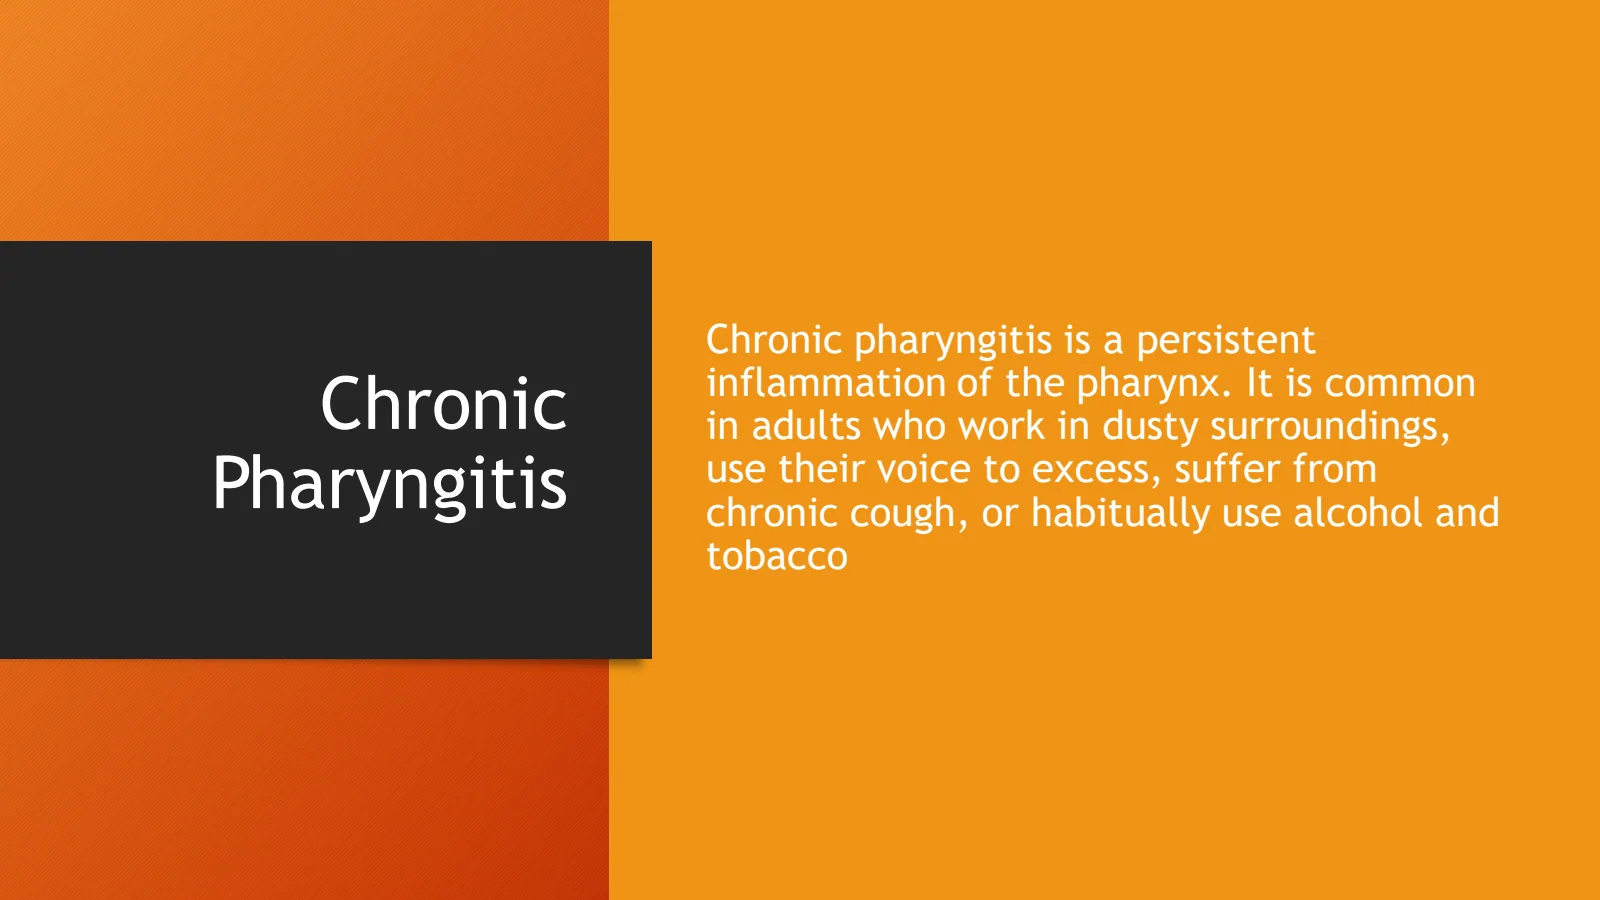 Chronic
Pharyngitis
Chronic pharyngitis is a persistent
inflammation of the pharynx. It is common
in adults who work in dusty surroundings,
use their voice to excess, suffer from
chronic cough, or habitually use alcohol and
tobacco